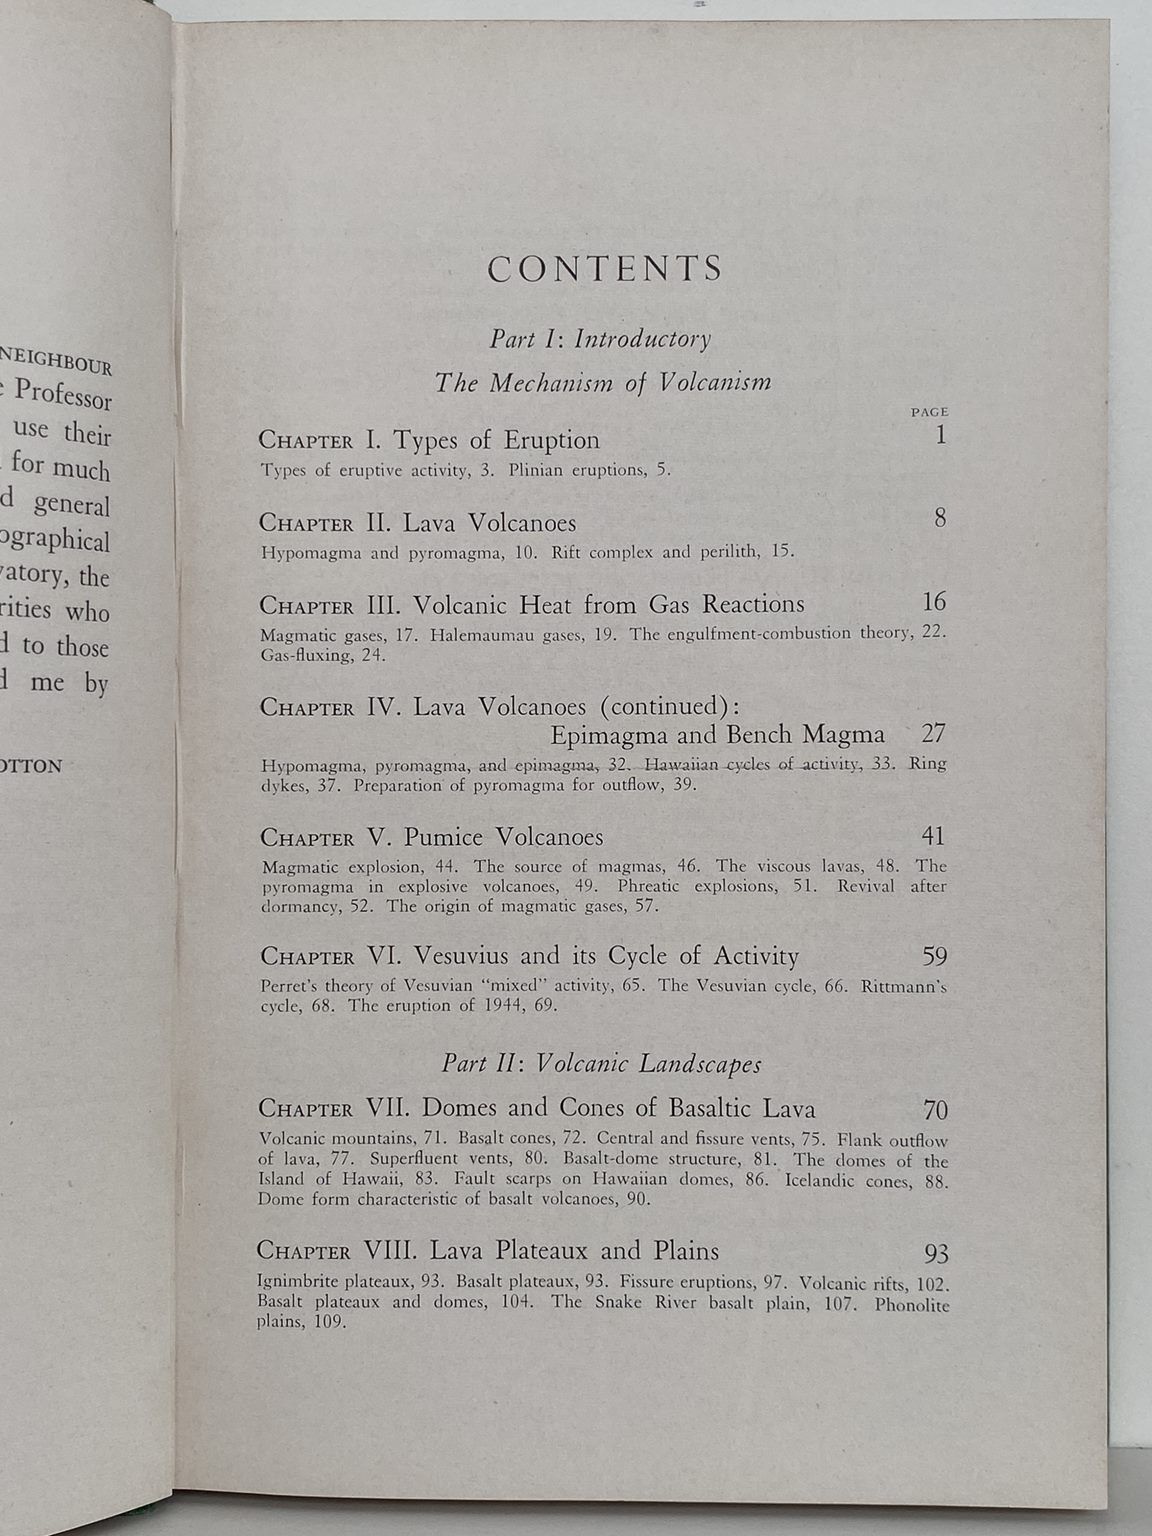 NEIGHBOUR
Professor
use their
for much
general
the
who
to those
me by
CONTENTS
Part I: Introductory
The Mechanism of Volcanism
PAGE
CHAPTER I. Types of Eruption 1
Types of eruptive activity, 3. Plinian eruptions, 5.
CHAPTER II. Lava Volcanoes 8
Hypomagma and pyromagma, 10. Rift complex and perilith, 15.
CHAPTER III. Volcanic Heat from Gas Reactions 16
Magmatic gases, 17. Halemaumau gases, 19. The engulfment-combustion theory, 22.
Gas-fluxing, 24.
CHAPTER IV. Lava Volcanoes (continued):
Epimagma and Bench Magma 27
Hypomagma, pyromagma, and epimagma, 32. Hawaiian cycles of activity, 33. Ring
dykes, 37. Preparation of pyromagma for outflow, 39.
CHAPTER V. Pumice Volcanoes 41
Magmatic explosion, 44. The source of magmas, 46. The viscous lavas, 48. The
pyromagma in explosive volcanoes, 49. Phreatic explosions, 51. Revival after
dormancy, 52. The origin of magmatic gases, 57.
CHAPTER VI. Vesuvius and its Cycle of Activity 59
Perret's theory of Vesuvian "mixed" activity, 65. The Vesuvian cycle, 66. Rittmann's
cycle, 68. The eruption of 1944, 69.
Part II: Volcanic Landscapes
CHAPTER VII. Domes and Cones of Basaltic Lava 70
Volcanic mountains, 71. Basalt cones, 72. Central and fissure vents, 75. Flank outflow
of lava, 77. Superfluent vents, 80. Basalt-dome structure, 81. The domes of the
Island of Hawaii, 83. Fault scarps on Hawaiian domes, 86. Icelandic cones, 88.
Dome form characteristic of basalt volcanoes, 90.
CHAPTER VIII. Lava Plateaux and Plains 93
Ignimbrite plateaux, 93. Basalt plateaux, 93. Fissure eruptions, 97. Volcanic rifts, 102.
Basalt plateaux and domes, 104. The Snake River basalt plain, 107. Phonolite
plains, 109.